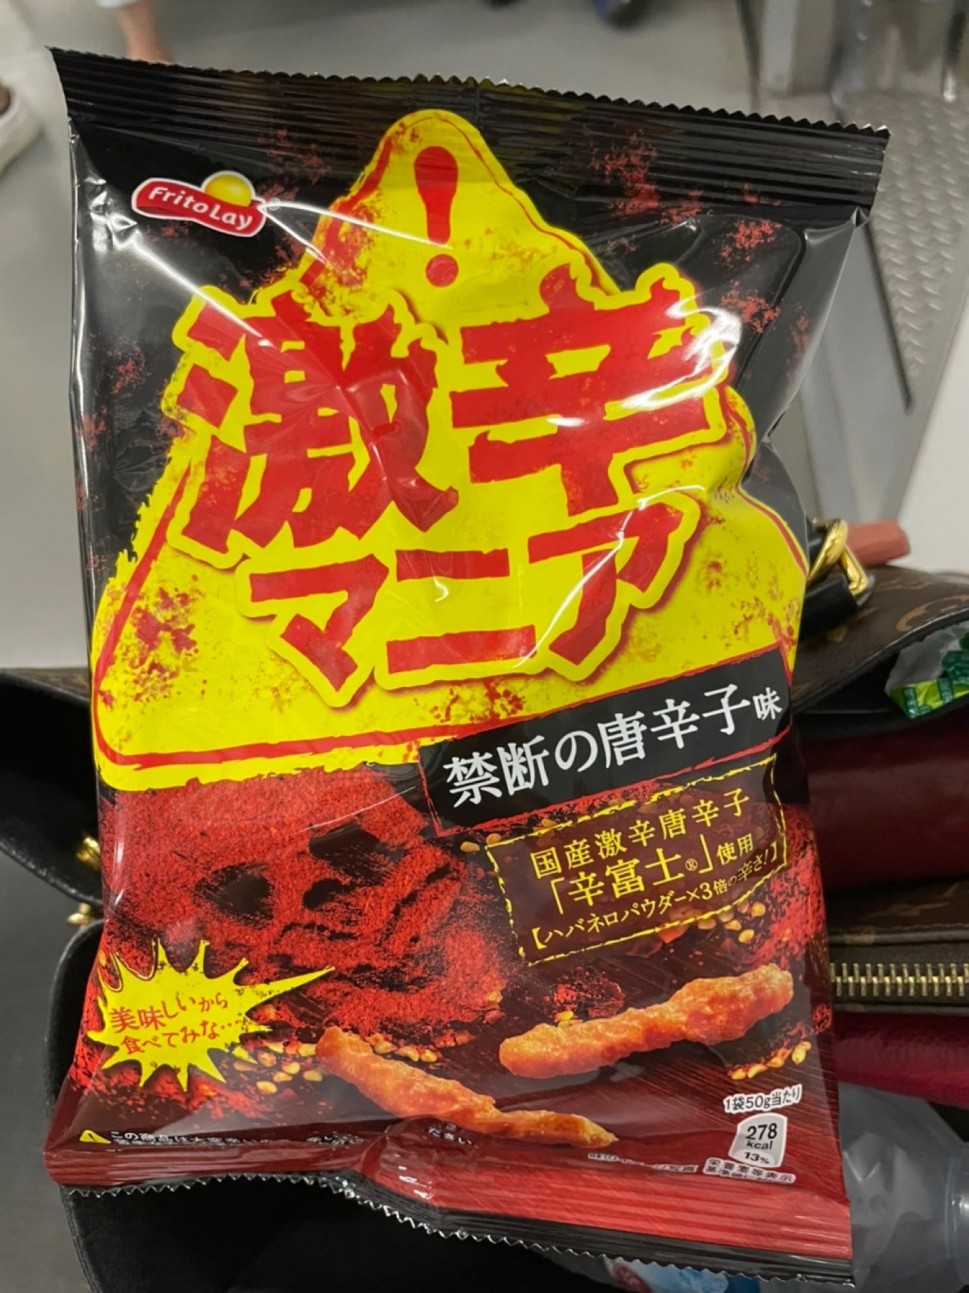 Frito Lay
!
激辛
マニア
禁断の唐辛子味
国産激辛唐辛子
「辛富士®」使用
【ハバネロパウダー×3倍の辛さ!】
美味しいから
食べてみな…
1袋50g当たり
278
kcal
13%